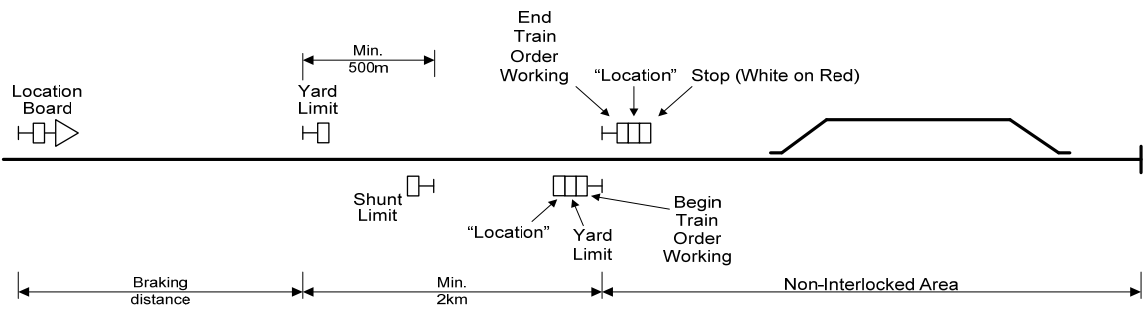 End
Train
Order
Working
"Location"
Stop (White on Red)
Min.
500m
Location
Board
Yard
Limit
Shunt
Limit
"Location"
Yard
Limit
Begin
Train
Order
Working
Braking
distance
Min.
2km
Non-Interlocked Area